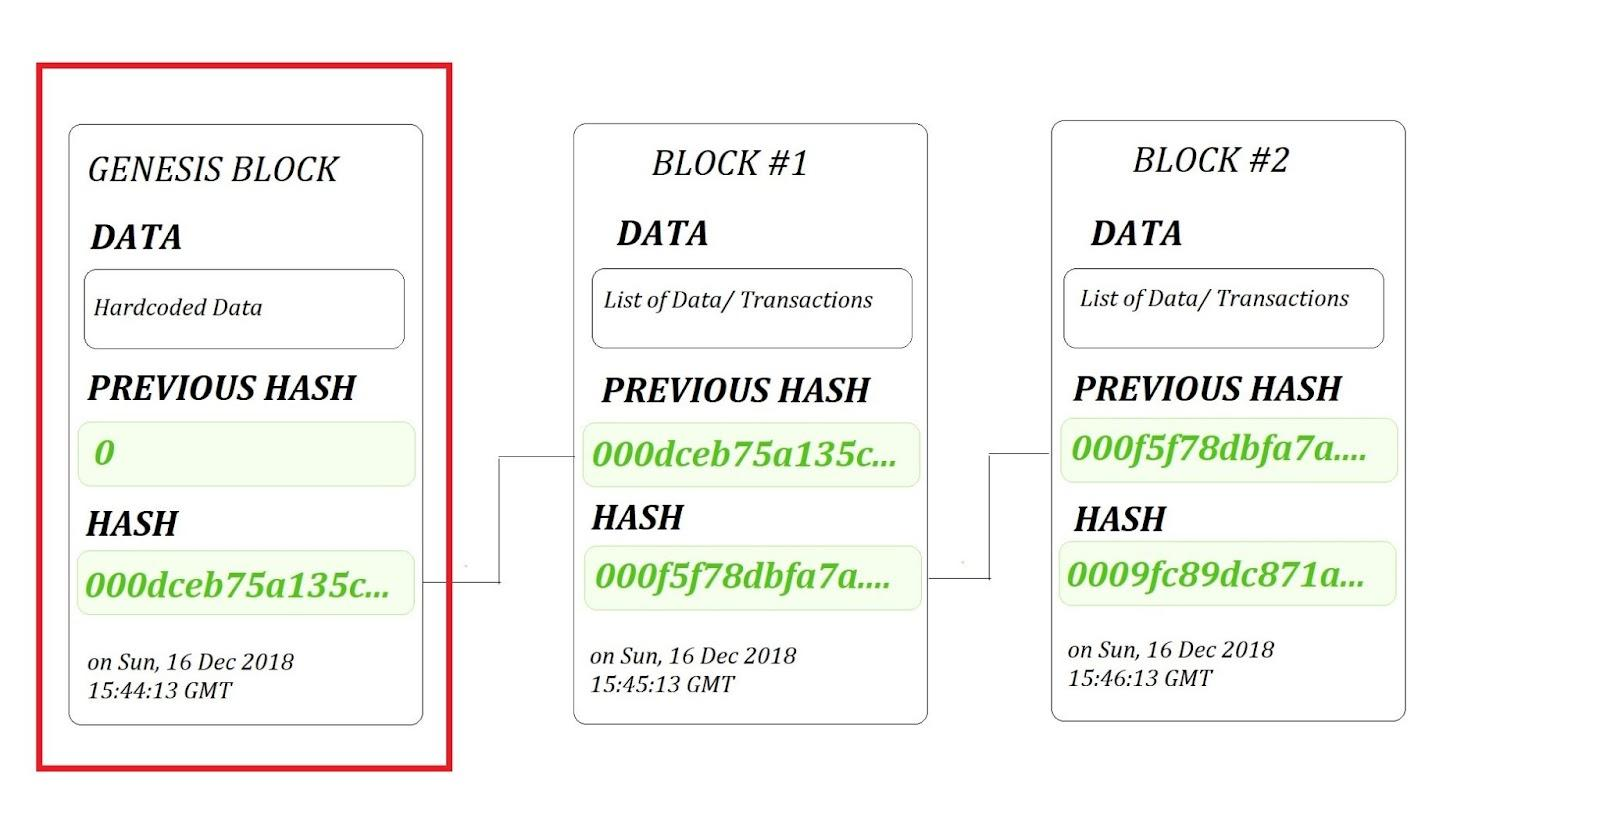 GENESIS BLOCK
DATA
Hardcoded Data
PREVIOUS HASH
0
HASH
000dceb75a135c...
on Sun, 16 Dec 2018
15:44:13 GMT
BLOCK #1
DATA
List of Data/ Transactions
PREVIOUS HASH
000dceb75a135c...
HASH
000f5f78dbfa7a....
on Sun, 16 Dec 2018
15:45:13 GMT
BLOCK #2
DATA
List of Data/ Transactions
PREVIOUS HASH
000f5f78dbfa7a....
HASH
0009fc89dc871a...
on Sun, 16 Dec 2018
15:46:13 GMT